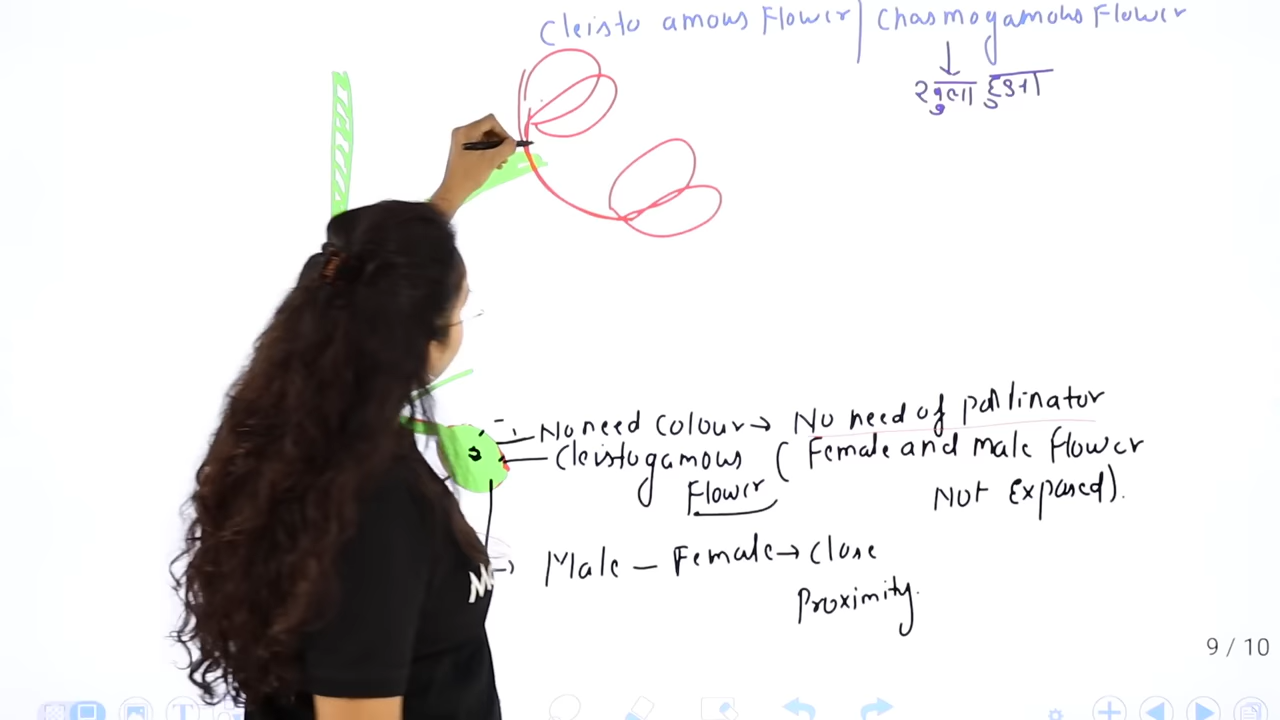 Cleisto amous Flower | Chasmogamous Flower
↓
खुला हुआ
No need colour → No need of pollinator
Cleistogamous Flower ( Female and male flower Not Exposed).
→ Male – Female → Close Proximity.
9 / 10